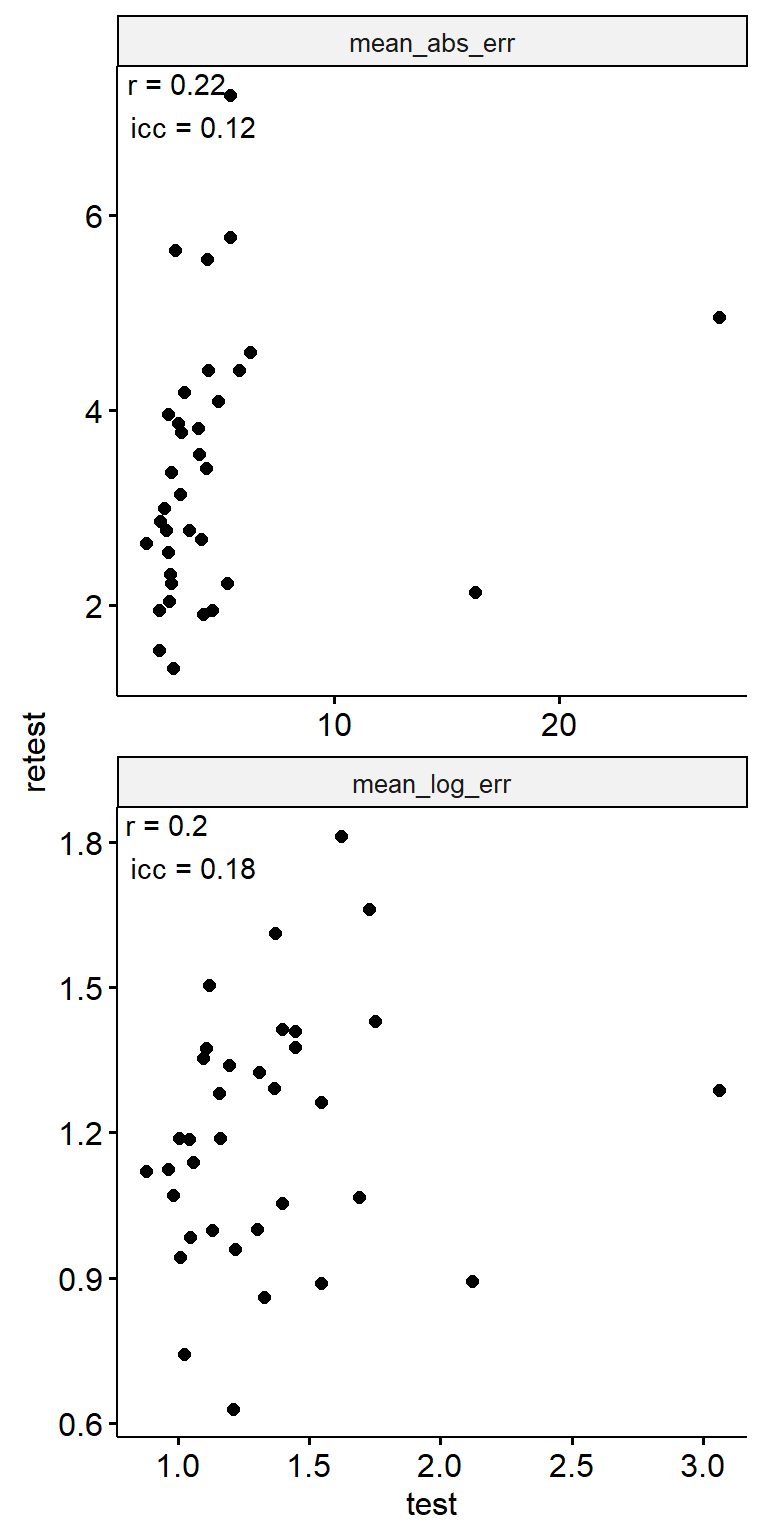 mean_abs_err
r = 0.22
icc = 0.12
6
4
2
10 20
retest
mean_log_err
r = 0.2
icc = 0.18
1.8
1.5
1.2
0.9
0.6
1.0 1.5 2.0 2.5 3.0
test